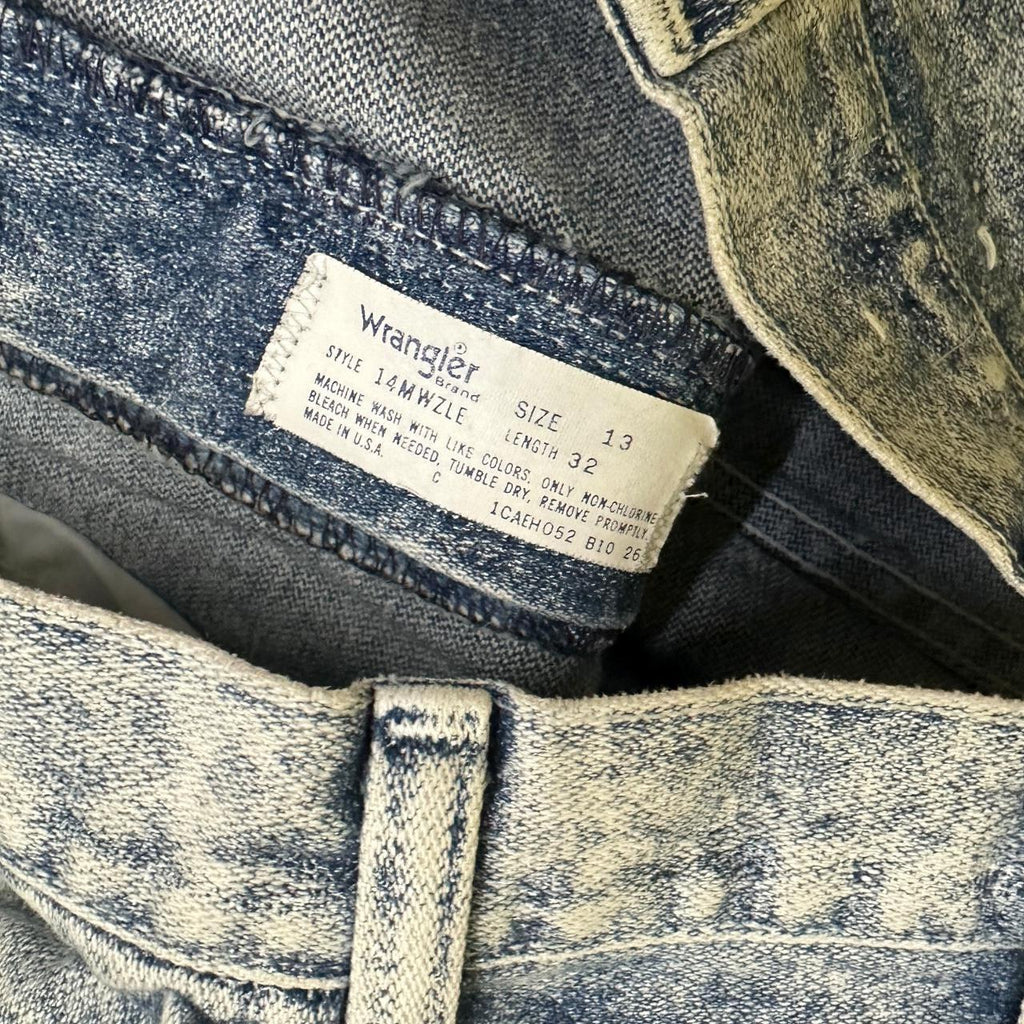 Wrangler®
Brand
STYLE 14MWZLE SIZE 13
LENGTH 32
MACHINE WASH WITH LIKE COLORS, ONLY NON-CHLORINE
BLEACH WHEN NEEDED, TUMBLE DRY, REMOVE PROMPTLY.
MADE IN U.S.A.
C
1CAEH052 B10 26